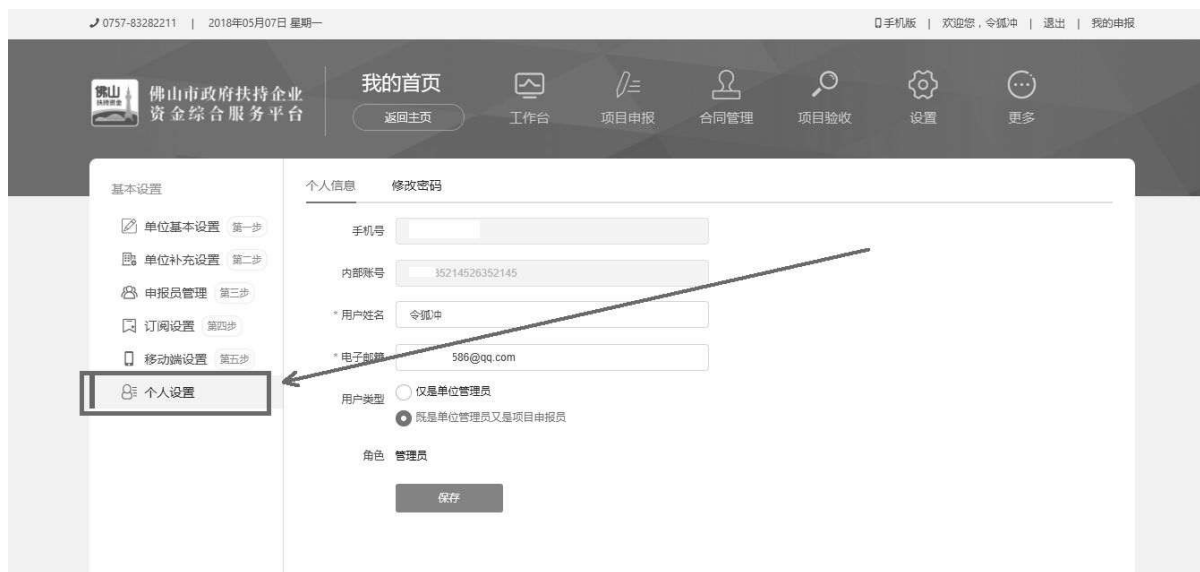 0757-83282211 | 2018年05月07日 星期一
手机版 | 欢迎您，令狐冲 | 退出 | 我的申报
佛山
扶持资金
佛山市政府扶持企业
资金综合服务平台
我的首页
返回主页
工作台
项目申报
合同管理
项目验收
设置
更多
基本设置
单位基本设置 第一步
单位补充设置 第二步
申报员管理 第三步
订阅设置 第四步
移动端设置 第五步
个人设置
个人信息 修改密码
手机号
内部账号 35214526352145
* 用户姓名 令狐冲
* 电子邮箱 586@qq.com
用户类型 仅是单位管理员
既是单位管理员又是项目申报员
角色 管理员
保存